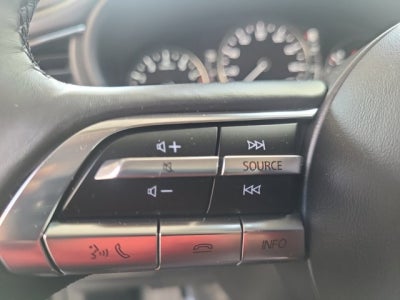 +
SOURCE
-
INFO